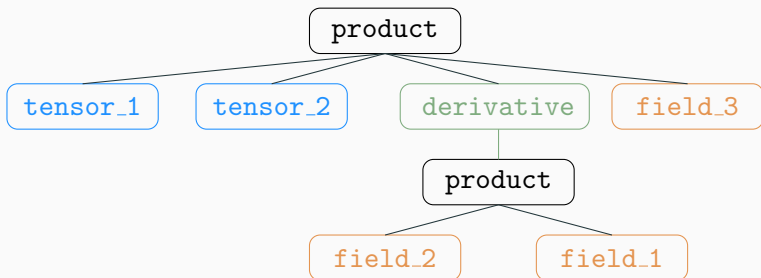 product
tensor_1 tensor_2 derivative field_3
product
field_2 field_1